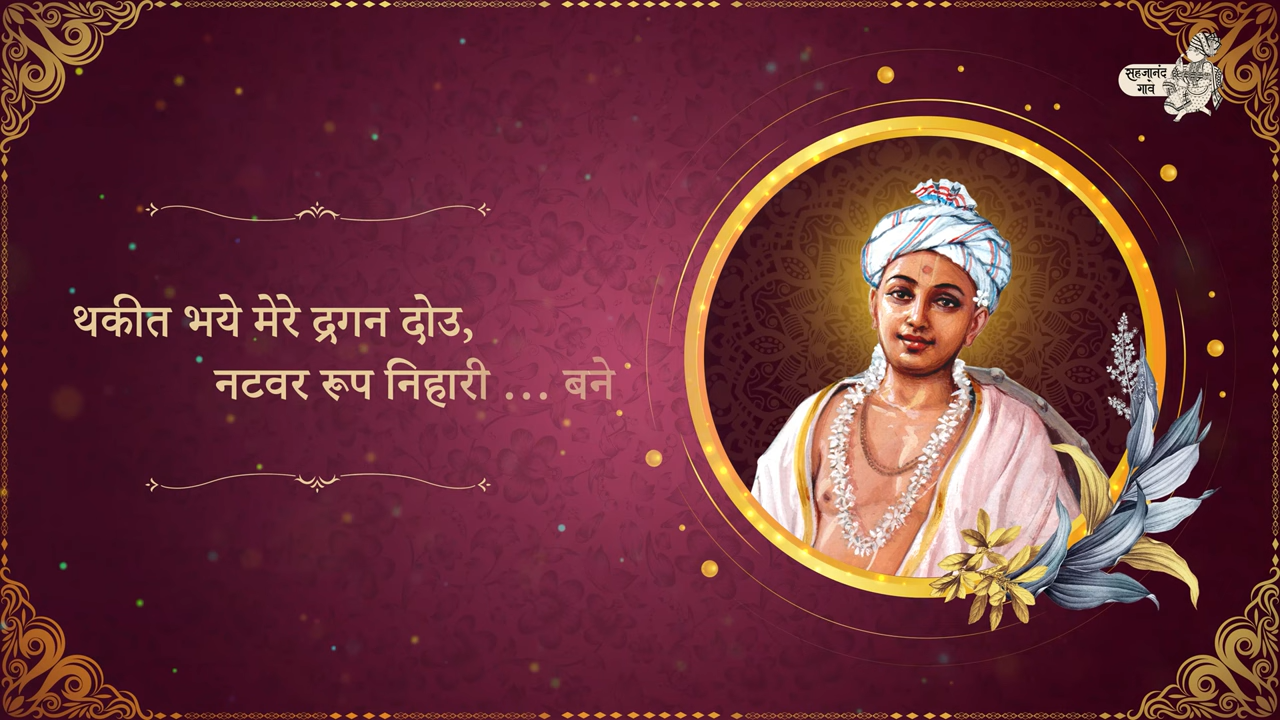 सहजानंद
गांव
थकीत भये मेरे द्रगन दोउ,
नटवर रूप निहारी ... बने